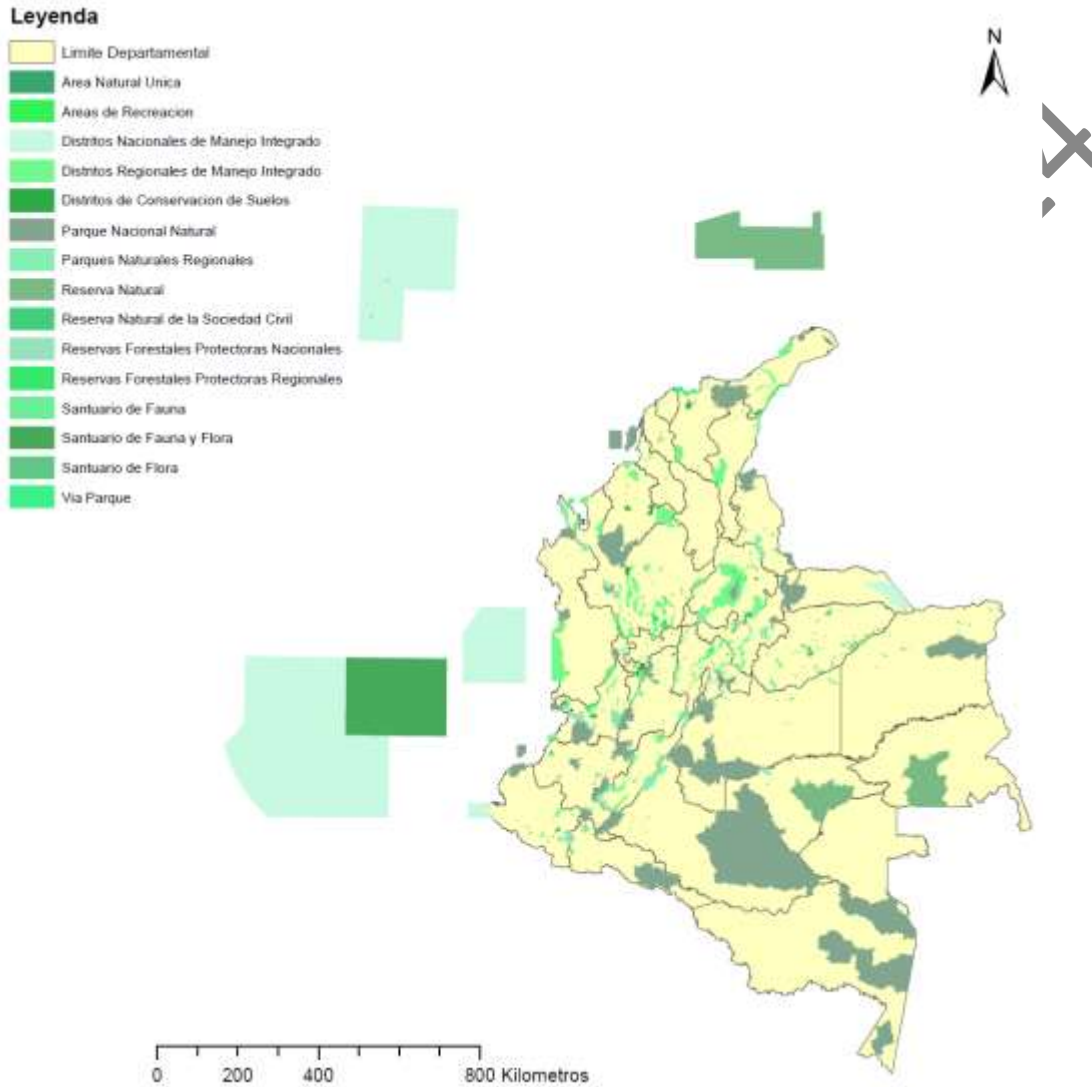 Leyenda
Limite Departamental
Area Natural Unica
Areas de Recreacion
Distritos Nacionales de Manejo Integrado
Distritos Regionales de Manejo Integrado
Distritos de Conservacion de Suelos
Parque Nacional Natural
Parques Naturales Regionales
Reserva Natural
Reserva Natural de la Sociedad Civil
Reservas Forestales Protectoras Nacionales
Reservas Forestales Protectoras Regionales
Santuario de Fauna
Santuario de Fauna y Flora
Santuario de Flora
Via Parque
N
0 200 400 800 Kilometros